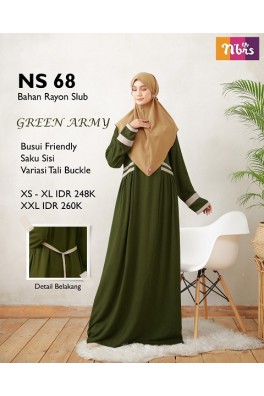 by
Nbrs
NS 68
Bahan Rayon Slub
GREEN ARMY
Busui Friendly
Saku Sisi
Variasi Tali Buckle
XS - XL IDR 248K
XXL IDR 260K
Detail Belakang